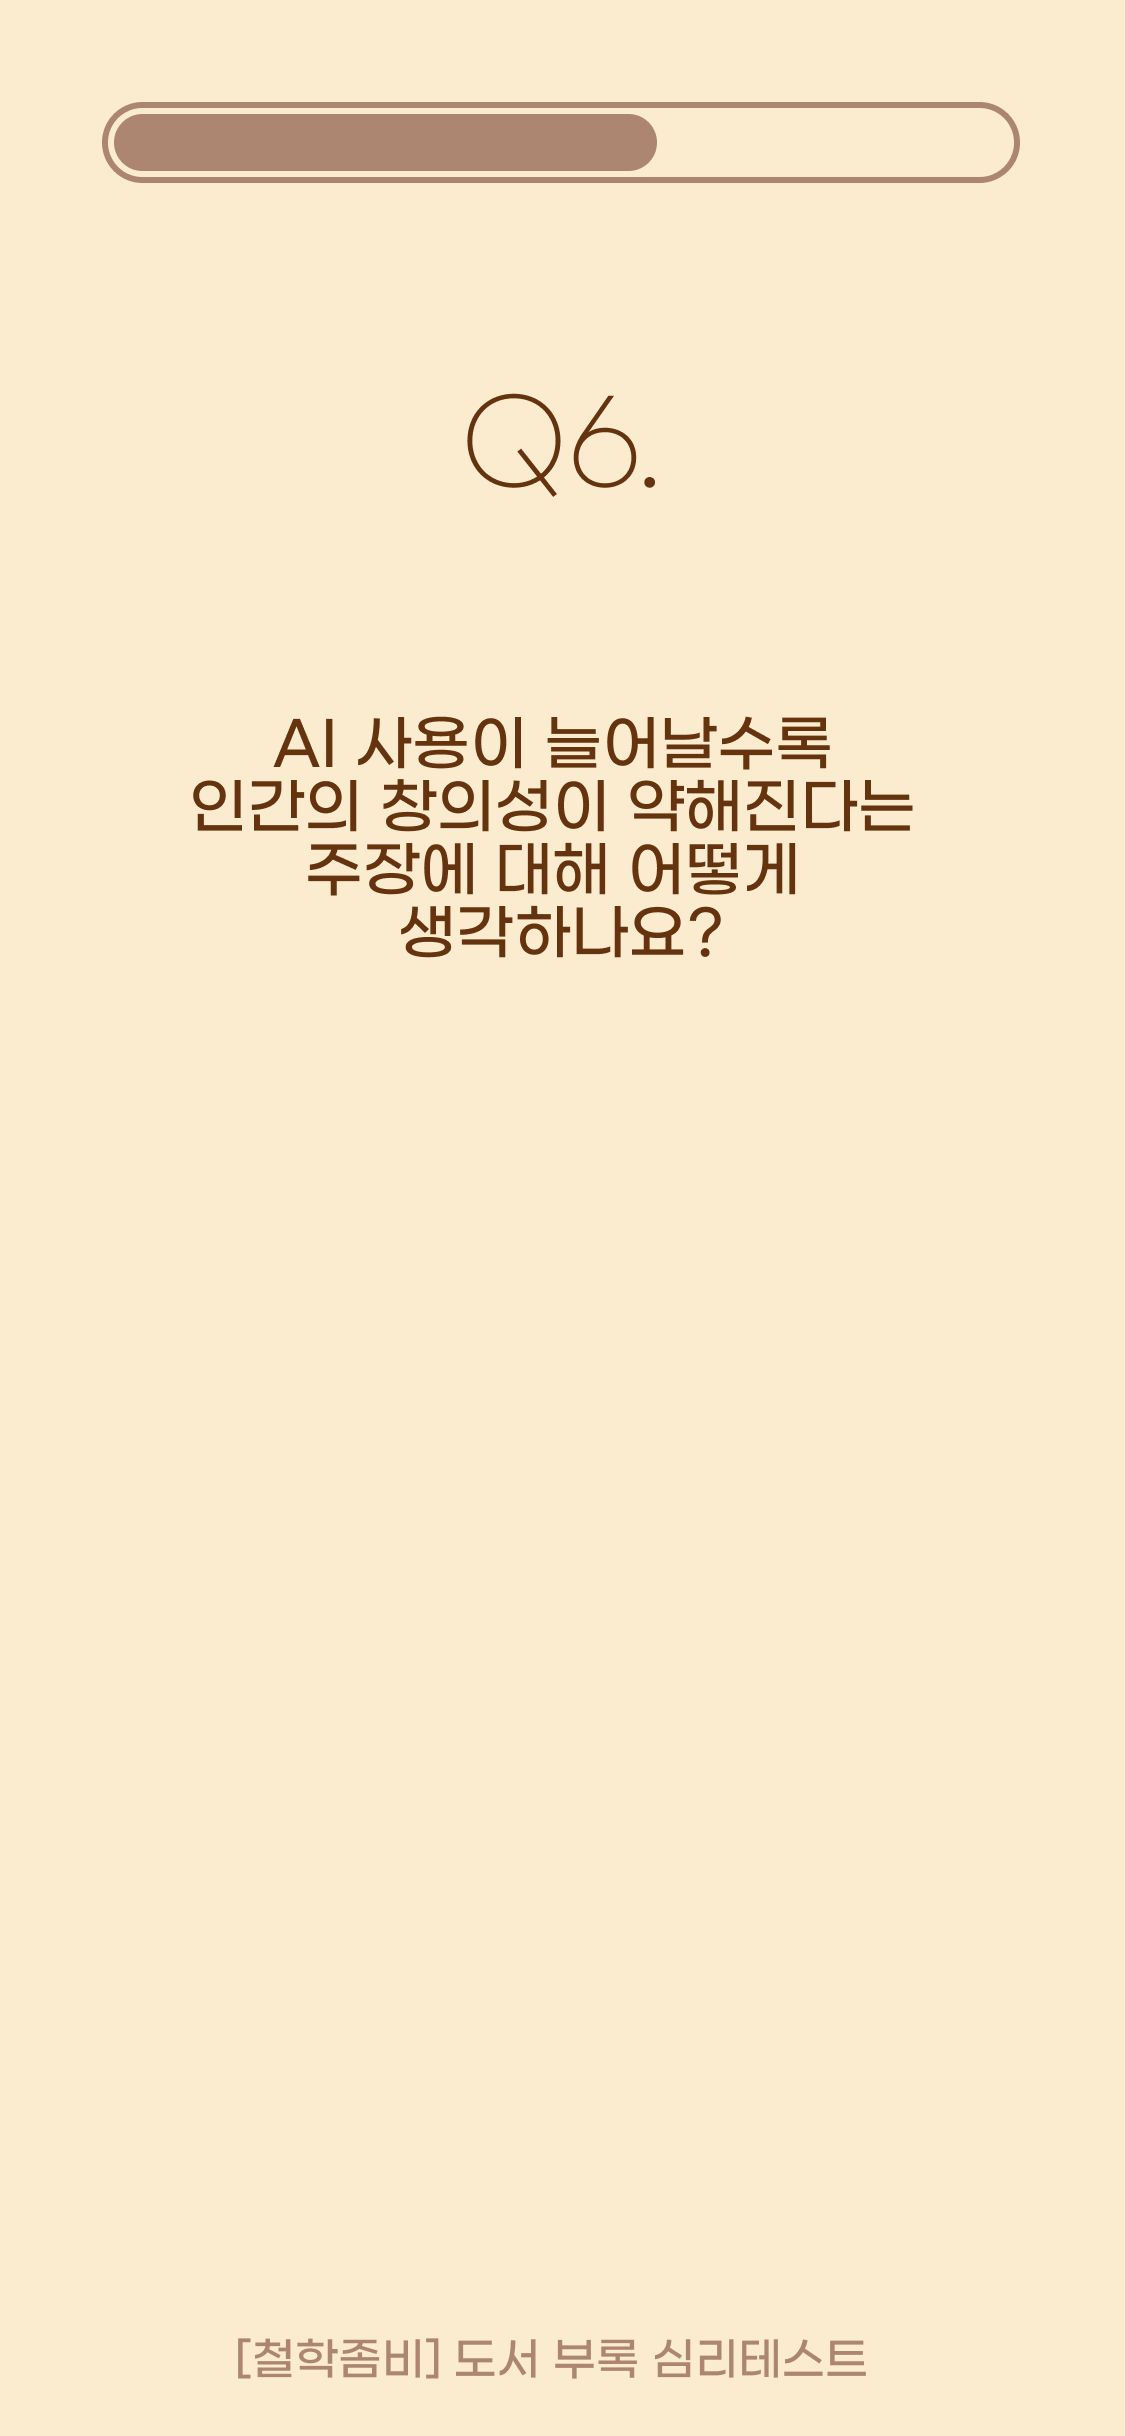 Q6.
AI 사용이 늘어날수록
인간의 창의성이 약해진다는
주장에 대해 어떻게
생각하나요?
[철학좀비] 도서 부록 심리테스트